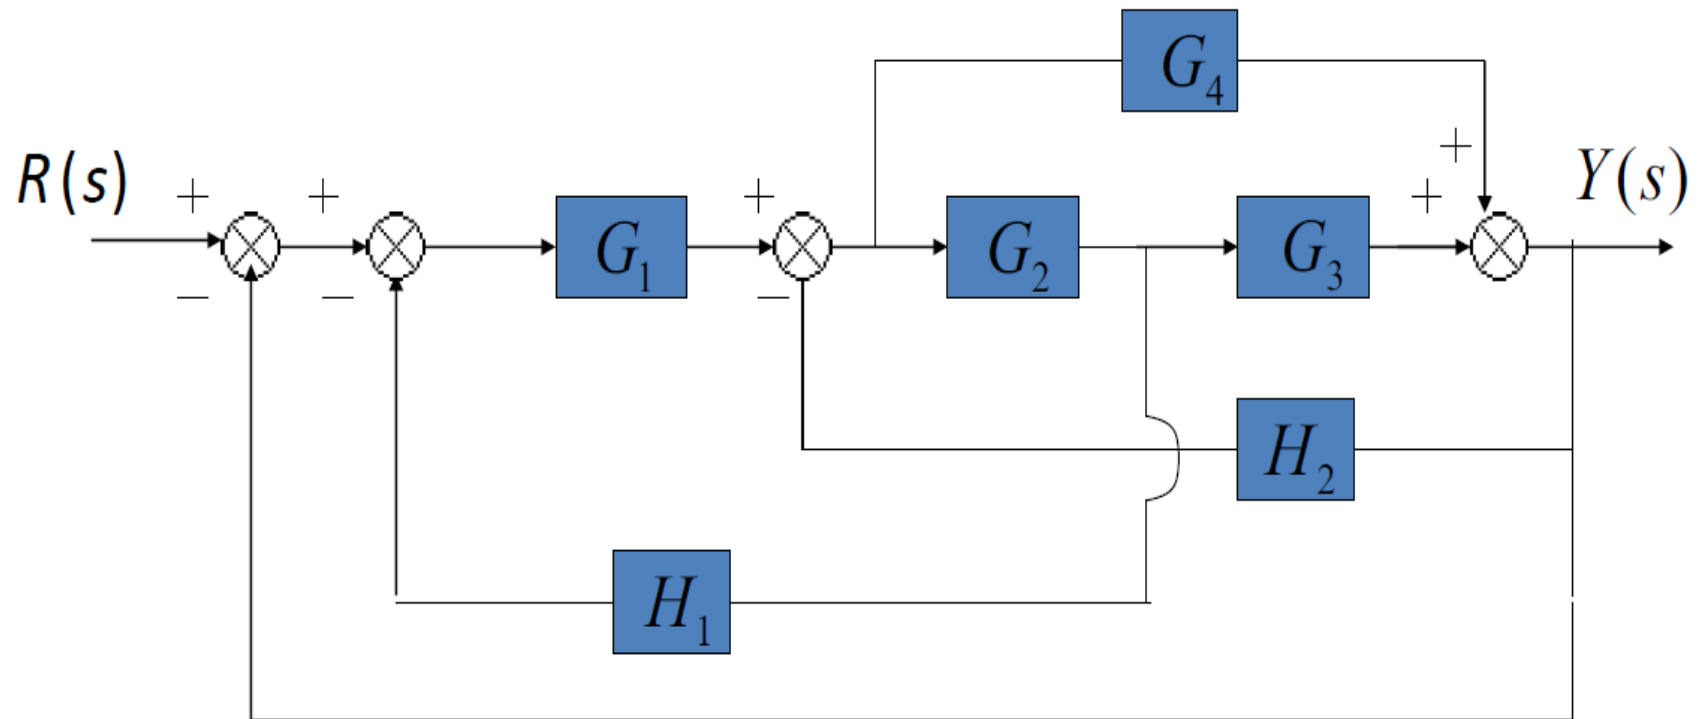 G₄
R(s)
+
+
+
+
+
Y(s)
G₁
G₂
G₃
−
−
−
H₂
H₁